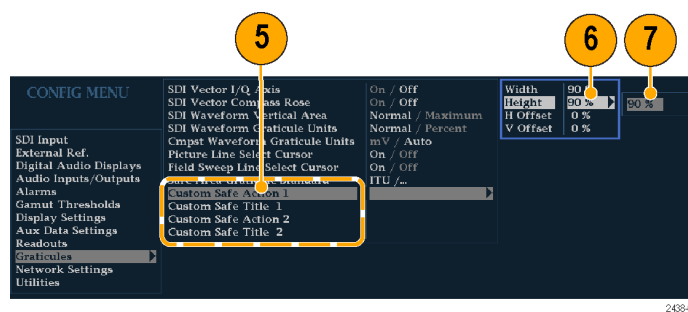 5 6 7
CONFIG MENU
SDI Input
External Ref.
Digital Audio Displays
Audio Inputs/Outputs
Alarms
Gamut Thresholds
Display Settings
Aux Data Settings
Readouts
Graticules
Network Settings
Utilities
SDI Vector I/Q Axis On / Off
SDI Vector Compass Rose On / Off
SDI Waveform Vertical Area Normal / Maximum
SDI Waveform Graticule Units Normal / Percent
Cmpst Waveform Graticule Units mV / Auto
Picture Line Select Cursor On / Off
Field Sweep Line Select Cursor On / Off
Safe Area Graticule Standard ITU /...
Custom Safe Action 1
Custom Safe Title 1
Custom Safe Action 2
Custom Safe Title 2
Width 90
Height 90 %
H Offset 0 %
V Offset 0 %
90 %